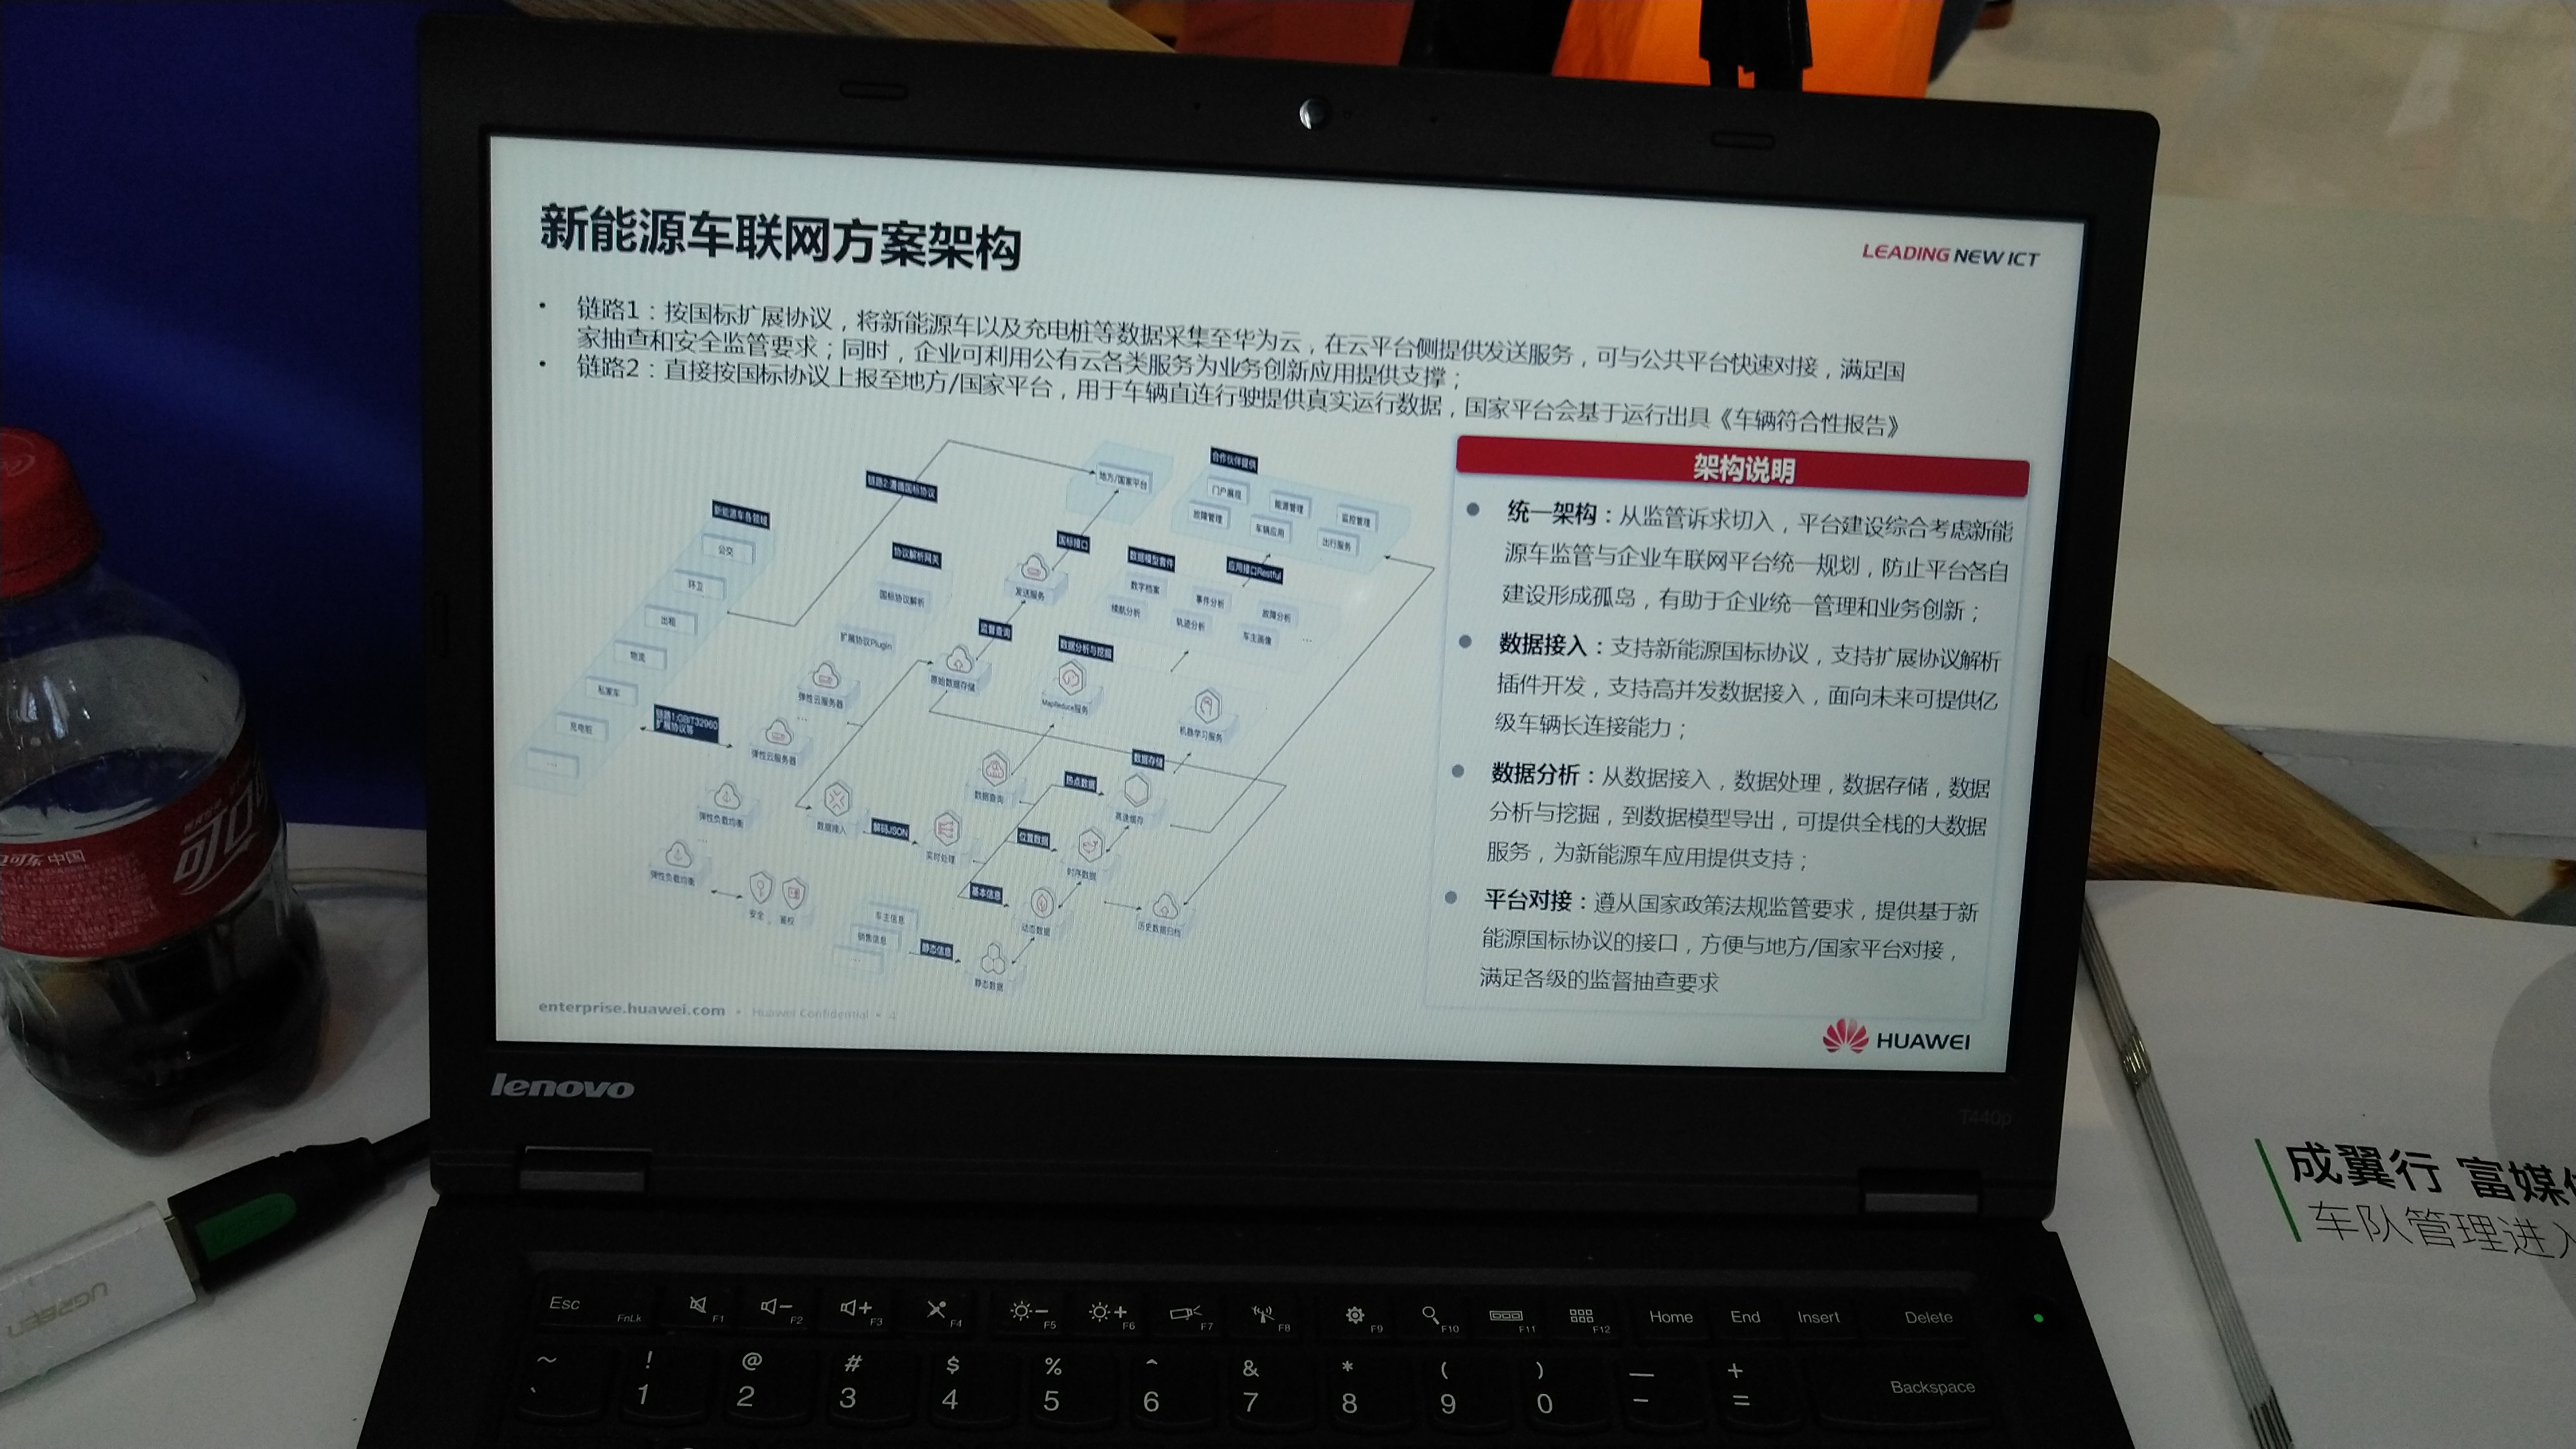 新能源车联网方案架构
LEADING NEW ICT
• 链路1：按国标扩展协议，将新能源车以及充电桩等数据采集至华为云，在云平台侧提供发送服务，可与公共平台快速对接，满足国
家抽查和安全监管要求；同时，企业可利用公有云各类服务为业务创新应用提供支撑；
• 链路2：直接按国标协议上报至地方/国家平台，用于车辆直连行驶提供真实运行数据，国家平台会基于运行出具《车辆符合性报告》
新能源车各领域
公交
环卫
出租
物流
私家车
充电桩
...
链路2:遵循国标协议
地方/国家平台
合作伙伴提供
门户展现
能源管理
监控管理
故障管理
车辆应用
出行服务
协议解析网关
国标协议解析
扩展协议Plugin
国标接口
发送服务
监督查询
原始数据存储
数据模型套件
数字档案
事件分析
故障分析
续航分析
轨迹分析
车主画像
...
应用接口Restful
数据分析与挖掘
MapReduce服务
机器学习服务
链路1:GB/T32960
扩展协议等
弹性云服务器
...
弹性云服务器
弹性负载均衡
...
弹性负载均衡
安全
鉴权
数据接入
解码JSON
实时处理
数据查询
数据存储
热点数据
高速缓存
位置数据
时序数据
基本信息
动态数据
历史数据归档
车主信息
销售信息
...
静态信息
静态数据
架构说明
● 统一架构：从监管诉求切入，平台建设综合考虑新能
源车监管与企业车联网平台统一规划，防止平台各自
建设形成孤岛，有助于企业统一管理和业务创新；
● 数据接入：支持新能源国标协议，支持扩展协议解析
插件开发，支持高并发数据接入，面向未来可提供亿
级车辆长连接能力；
● 数据分析：从数据接入，数据处理，数据存储，数据
分析与挖掘，到数据模型导出，可提供全栈的大数据
服务，为新能源车应用提供支持；
● 平台对接：遵从国家政策法规监管要求，提供基于新
能源国标协议的接口，方便与地方/国家平台对接，
满足各级的监督抽查要求
enterprise.huawei.com • Huawei Confidential • 4
HUAWEI
lenovo
T440p
中国
可口
UGREEN
成翼行 富媒
车队管理进入
Esc FnLk F1 F2 F3 F4 F5 F6 F7 F8 F9 F10 F11 F12 Home End Insert Delete
~ ! @ # $ % ^ & * ( ) — +
` 1 2 3 4 5 6 7 8 9 0 - = Backspace